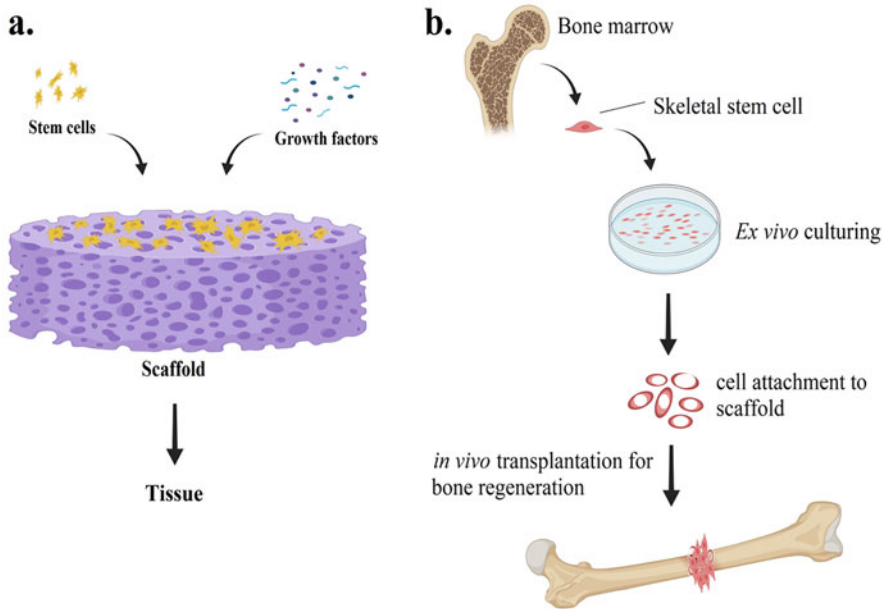 a.
Stem cells
Growth factors
Scaffold
Tissue
b.
Bone marrow
Skeletal stem cell
Ex vivo culturing
cell attachment to
scaffold
in vivo transplantation for
bone regeneration